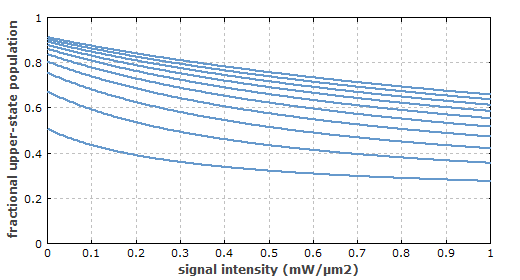 fractional upper-state population
1
0.8
0.6
0.4
0.2
0
0 0.1 0.2 0.3 0.4 0.5 0.6 0.7 0.8 0.9 1
signal intensity (mW/μm2)